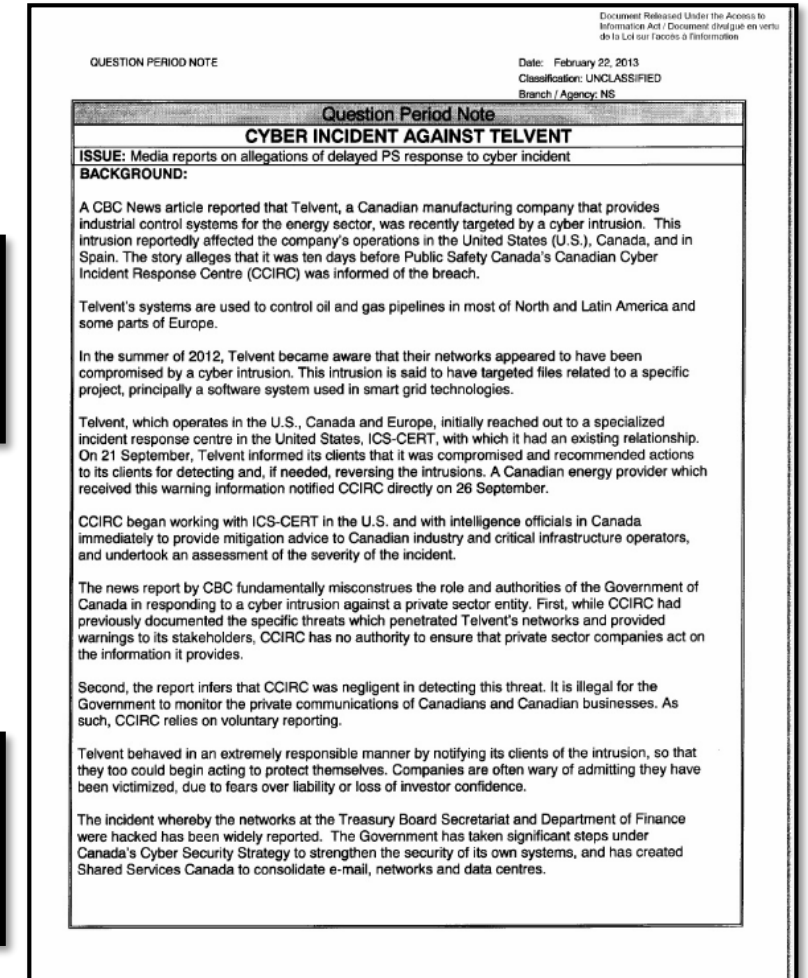 Document Released Under the Access to
Information Act / Document divulgué en vertu
de la Loi sur l'accès à l'information
QUESTION PERIOD NOTE
Date: February 22, 2013
Classification: UNCLASSIFIED
Branch / Agency: NS
Question Period Note
CYBER INCIDENT AGAINST TELVENT
ISSUE: Media reports on allegations of delayed PS response to cyber incident
BACKGROUND:
A CBC News article reported that Telvent, a Canadian manufacturing company that provides
industrial control systems for the energy sector, was recently targeted by a cyber intrusion. This
intrusion reportedly affected the company's operations in the United States (U.S.), Canada, and in
Spain. The story alleges that it was ten days before Public Safety Canada's Canadian Cyber
Incident Response Centre (CCIRC) was informed of the breach.
Telvent's systems are used to control oil and gas pipelines in most of North and Latin America and
some parts of Europe.
In the summer of 2012, Telvent became aware that their networks appeared to have been
compromised by a cyber intrusion. This intrusion is said to have targeted files related to a specific
project, principally a software system used in smart grid technologies.
Telvent, which operates in the U.S., Canada and Europe, initially reached out to a specialized
incident response centre in the United States, ICS-CERT, with which it had an existing relationship.
On 21 September, Telvent informed its clients that it was compromised and recommended actions
to its clients for detecting and, if needed, reversing the intrusions. A Canadian energy provider which
received this warning information notified CCIRC directly on 26 September.
CCIRC began working with ICS-CERT in the U.S. and with intelligence officials in Canada
immediately to provide mitigation advice to Canadian industry and critical infrastructure operators,
and undertook an assessment of the severity of the incident.
The news report by CBC fundamentally misconstrues the role and authorities of the Government of
Canada in responding to a cyber intrusion against a private sector entity. First, while CCIRC had
previously documented the specific threats which penetrated Telvent's networks and provided
warnings to its stakeholders, CCIRC has no authority to ensure that private sector companies act on
the information it provides.
Second, the report infers that CCIRC was negligent in detecting this threat. It is illegal for the
Government to monitor the private communications of Canadians and Canadian businesses. As
such, CCIRC relies on voluntary reporting.
Telvent behaved in an extremely responsible manner by notifying its clients of the intrusion, so that
they too could begin acting to protect themselves. Companies are often wary of admitting they have
been victimized, due to fears over liability or loss of investor confidence.
The incident whereby the networks at the Treasury Board Secretariat and Department of Finance
were hacked has been widely reported. The Government has taken significant steps under
Canada's Cyber Security Strategy to strengthen the security of its own systems, and has created
Shared Services Canada to consolidate e-mail, networks and data centres.